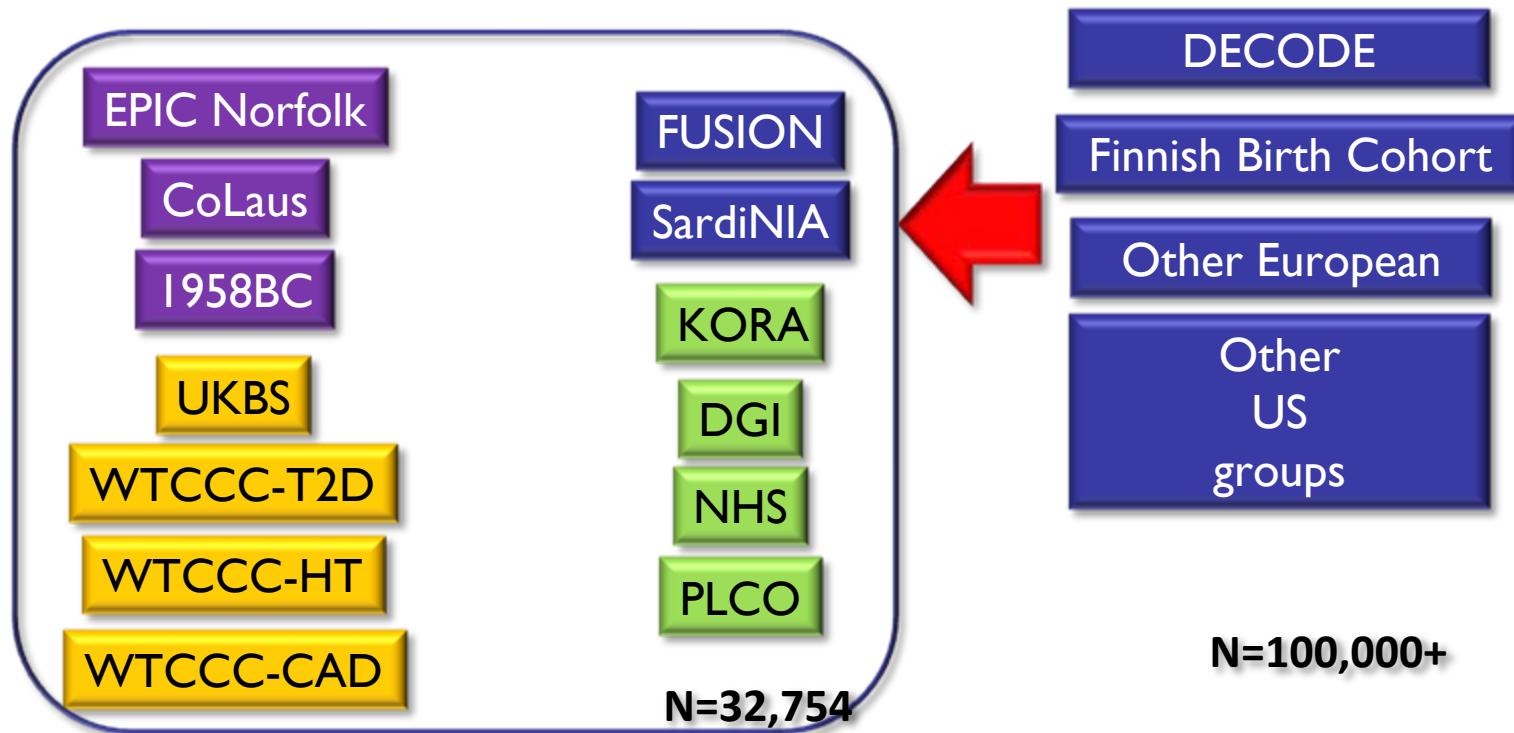 EPIC Norfolk
CoLaus
1958BC
UKBS
WTCCC-T2D
WTCCC-HT
WTCCC-CAD
FUSION
SardiNIA
KORA
DGI
NHS
PLCO
N=32,754
DECODE
Finnish Birth Cohort
Other European
Other
US
groups
N=100,000+